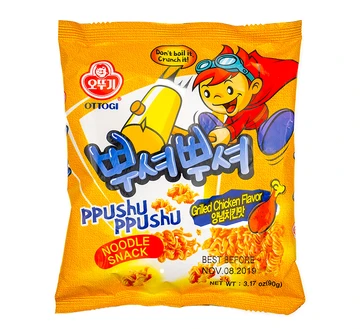 Don't boil it
Crunch it!
오뚜기
OTTOGI
뿌셔뿌셔
PPUSHU
PPUSHU
Grilled Chicken Flavor
양념치킨맛
NOODLE
SNACK
BEST BEFORE
NOV.08.2019
NET WT : 3.17 oz(90g)